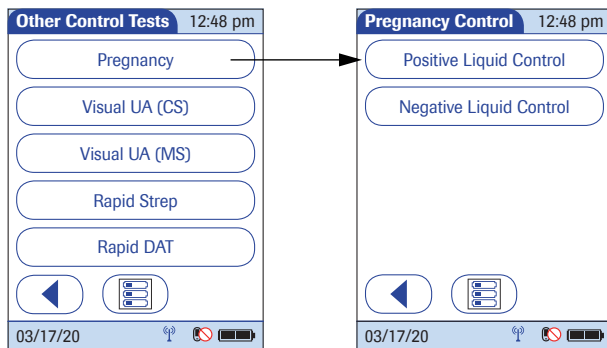 Other Control Tests 12:48 pm
Pregnancy
Visual UA (CS)
Visual UA (MS)
Rapid Strep
Rapid DAT
03/17/20
Pregnancy Control 12:48 pm
Positive Liquid Control
Negative Liquid Control
03/17/20